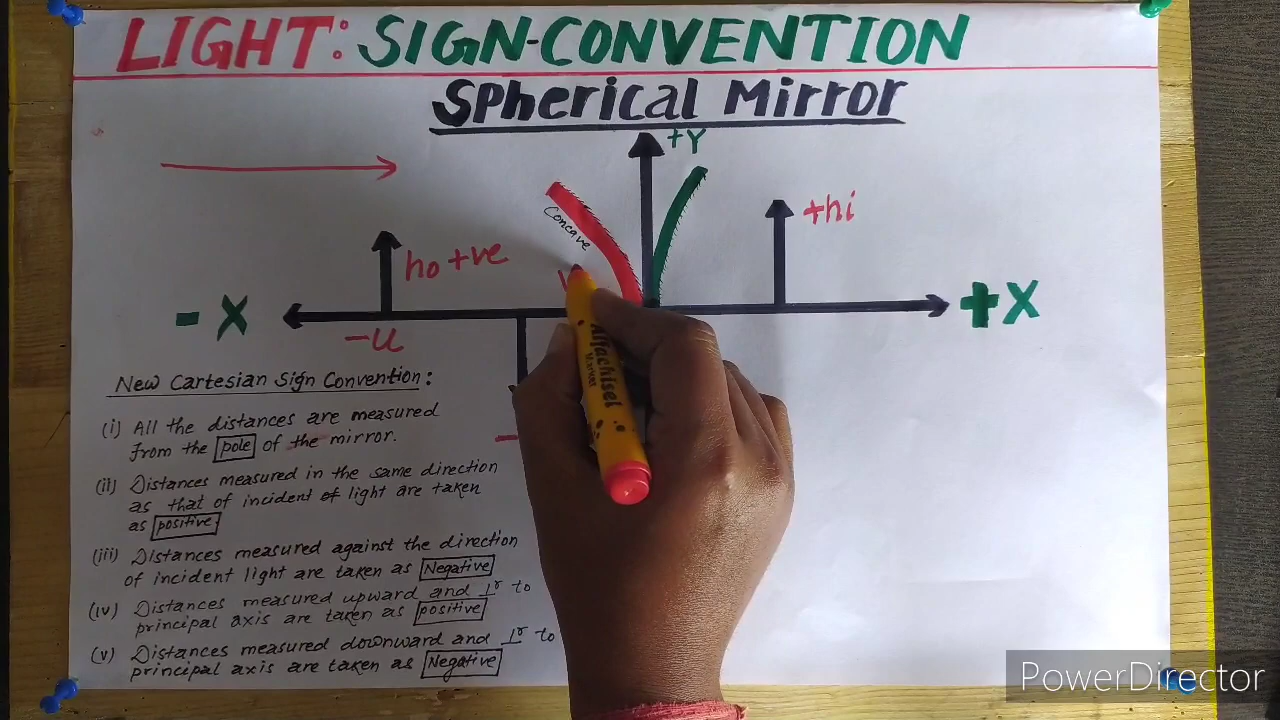 LIGHT: SIGN-CONVENTION
Spherical Mirror
+Y
+hi
Concave
ho +ve
- X
+X
-u
New Cartesian Sign Convention:
(i) All the distances are measured
from the pole of the mirror.
(ii) Distances measured in the same direction
as that of incident of light are taken
as positive
(iii) Distances measured against the direction
of incident light are taken as Negative
(iv) Distances measured upward and ⊥r to
principal axis are taken as positive
(v) Distances measured downward and ⊥r to
principal axis are taken as Negative
Alfachisel
PowerDirector